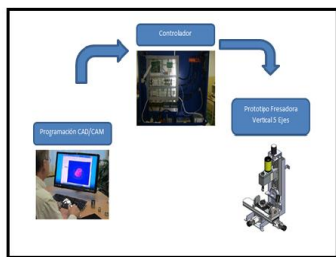 Controlador
Programación CAD/CAM
Prototipo Fresadora
Vertical 5 Ejes